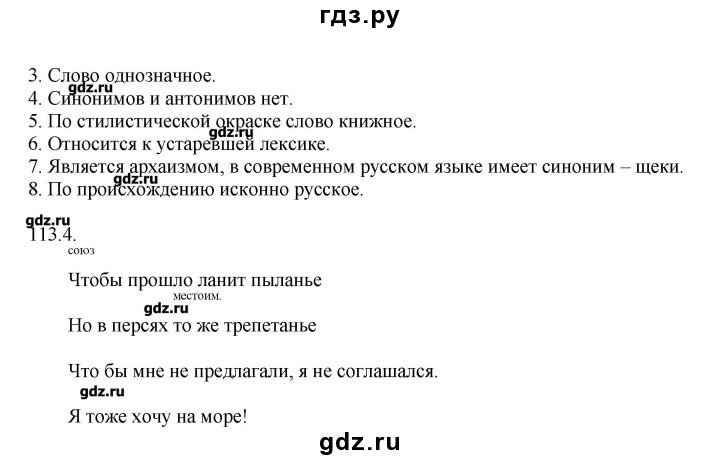 гдз.ру
3. Слово однозначное.
gdz.ru
4. Синонимов и антонимов нет.
5. По стилистической окраске слово книжное.
gdz.ru
6. Относится к устаревшей лексике.
7. Является архаизмом, в современном русском языке имеет синоним – щеки.
gdz.ru
8. По происхождению исконно русское.
gdz.ru
113.4.
союз
Чтобы прошло ланит пыланье
местоим.
gdz.ru
Но в персях то же трепетанье
Что бы мне не предлагали, я не соглашался.
gdz.ru
Я тоже хочу на море!
gdz.ru